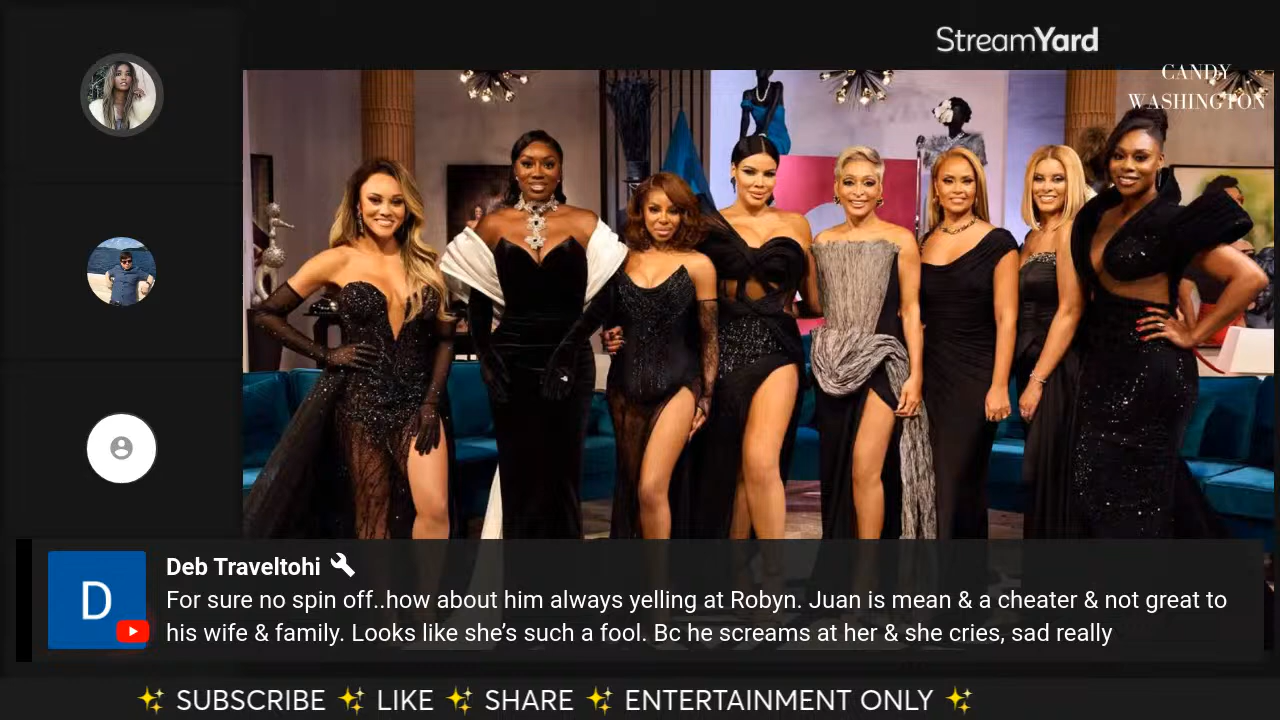 StreamYard
CANDY
WASHINGTON
D
Deb Traveltohi
For sure no spin off..how about him always yelling at Robyn. Juan is mean & a cheater & not great to
his wife & family. Looks like she’s such a fool. Bc he screams at her & she cries, sad really
✨ SUBSCRIBE ✨ LIKE ✨ SHARE ✨ ENTERTAINMENT ONLY ✨